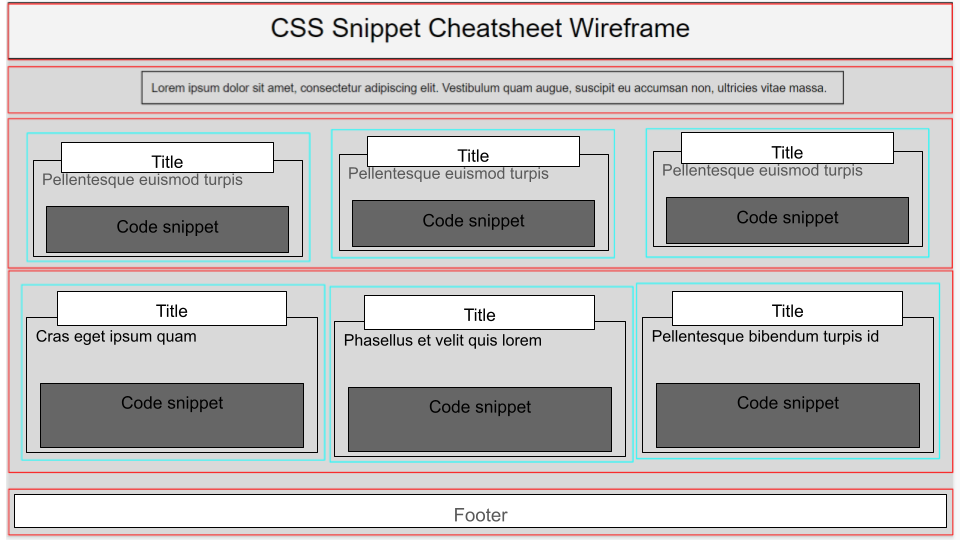 CSS Snippet Cheatsheet Wireframe
Lorem ipsum dolor sit amet, consectetur adipiscing elit. Vestibulum quam augue, suscipit eu accumsan non, ultricies vitae massa.
Title
Pellentesque euismod turpis
Code snippet
Title
Pellentesque euismod turpis
Code snippet
Title
Pellentesque euismod turpis
Code snippet
Title
Cras eget ipsum quam
Code snippet
Title
Phasellus et velit quis lorem
Code snippet
Title
Pellentesque bibendum turpis id
Code snippet
Footer